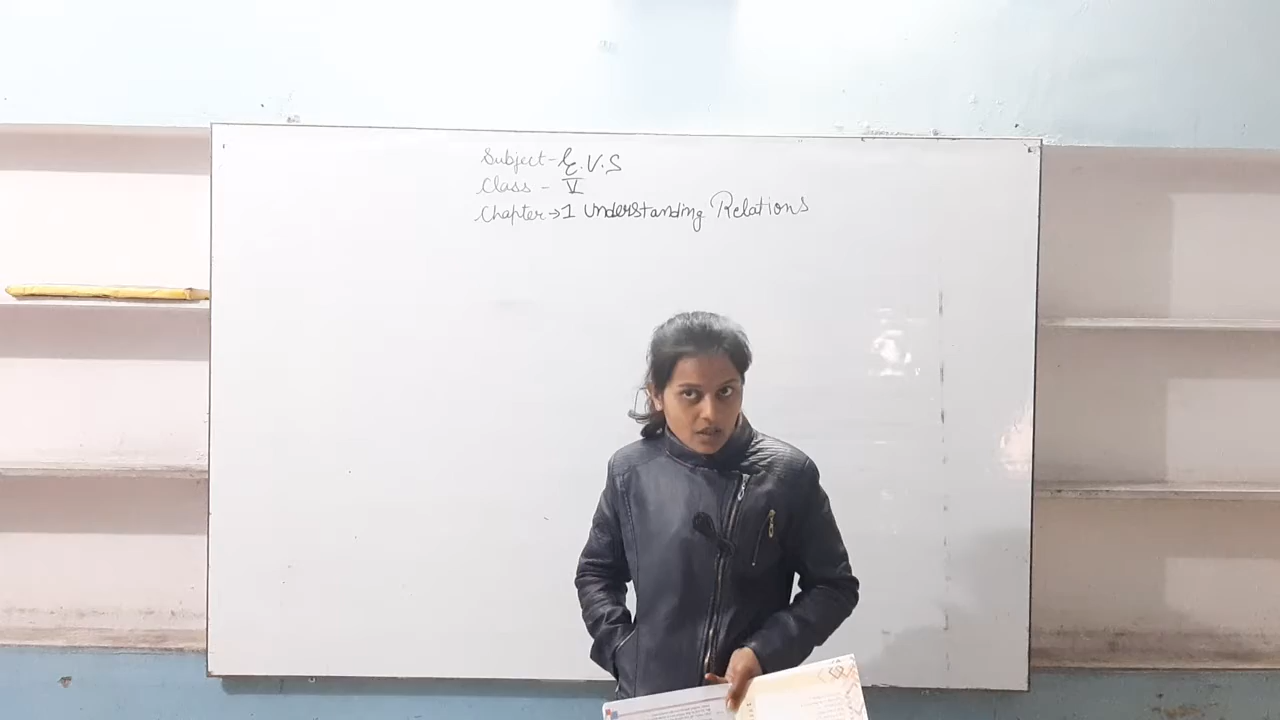 Subject - E.V.S
Class - V
Chapter → 1 Understanding Relations